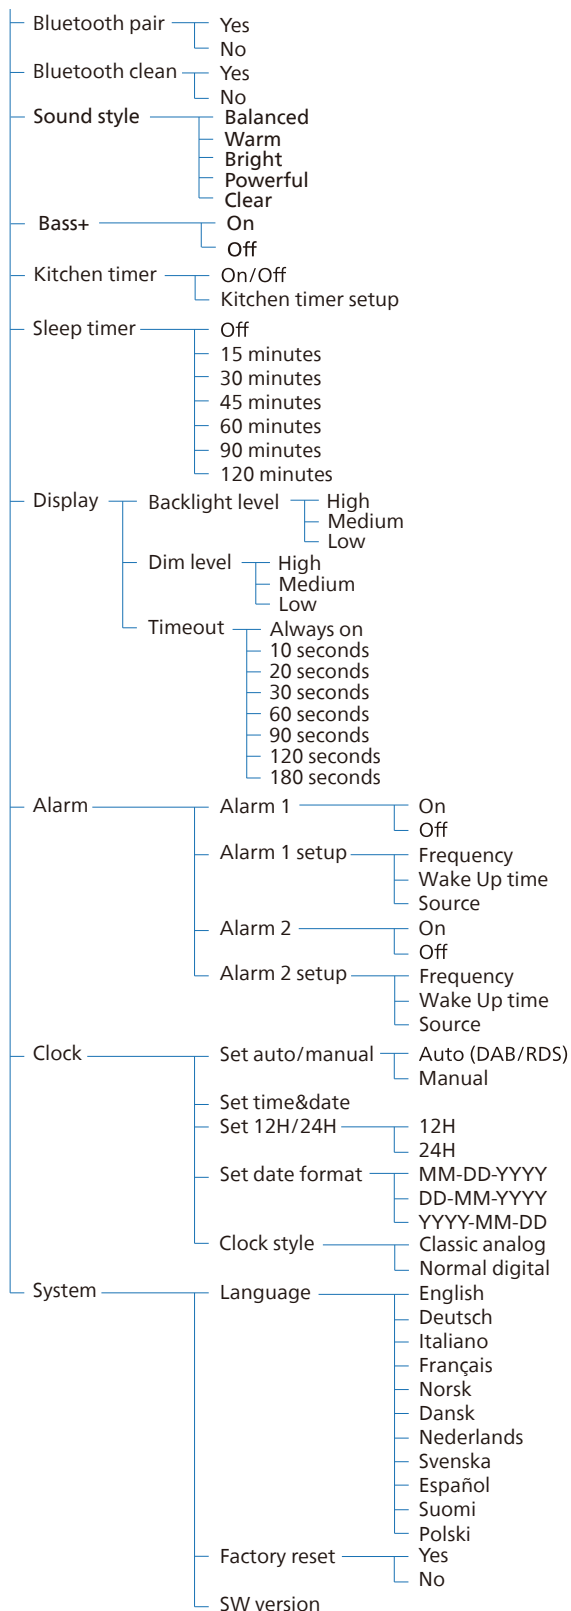 Bluetooth pair Yes
No
Bluetooth clean Yes
No
Sound style Balanced
Warm
Bright
Powerful
Clear
Bass+ On
Off
Kitchen timer On/Off
Kitchen timer setup
Sleep timer Off
15 minutes
30 minutes
45 minutes
60 minutes
90 minutes
120 minutes
Display Backlight level High
Medium
Low
Dim level High
Medium
Low
Timeout Always on
10 seconds
20 seconds
30 seconds
60 seconds
90 seconds
120 seconds
180 seconds
Alarm Alarm 1 On
Off
Alarm 1 setup Frequency
Wake Up time
Source
Alarm 2 On
Off
Alarm 2 setup Frequency
Wake Up time
Source
Clock Set auto/manual Auto (DAB/RDS)
Manual
Set time&date
Set 12H/24H 12H
24H
Set date format MM-DD-YYYY
DD-MM-YYYY
YYYY-MM-DD
Clock style Classic analog
Normal digital
System Language English
Deutsch
Italiano
Français
Norsk
Dansk
Nederlands
Svenska
Español
Suomi
Polski
Factory reset Yes
No
SW version